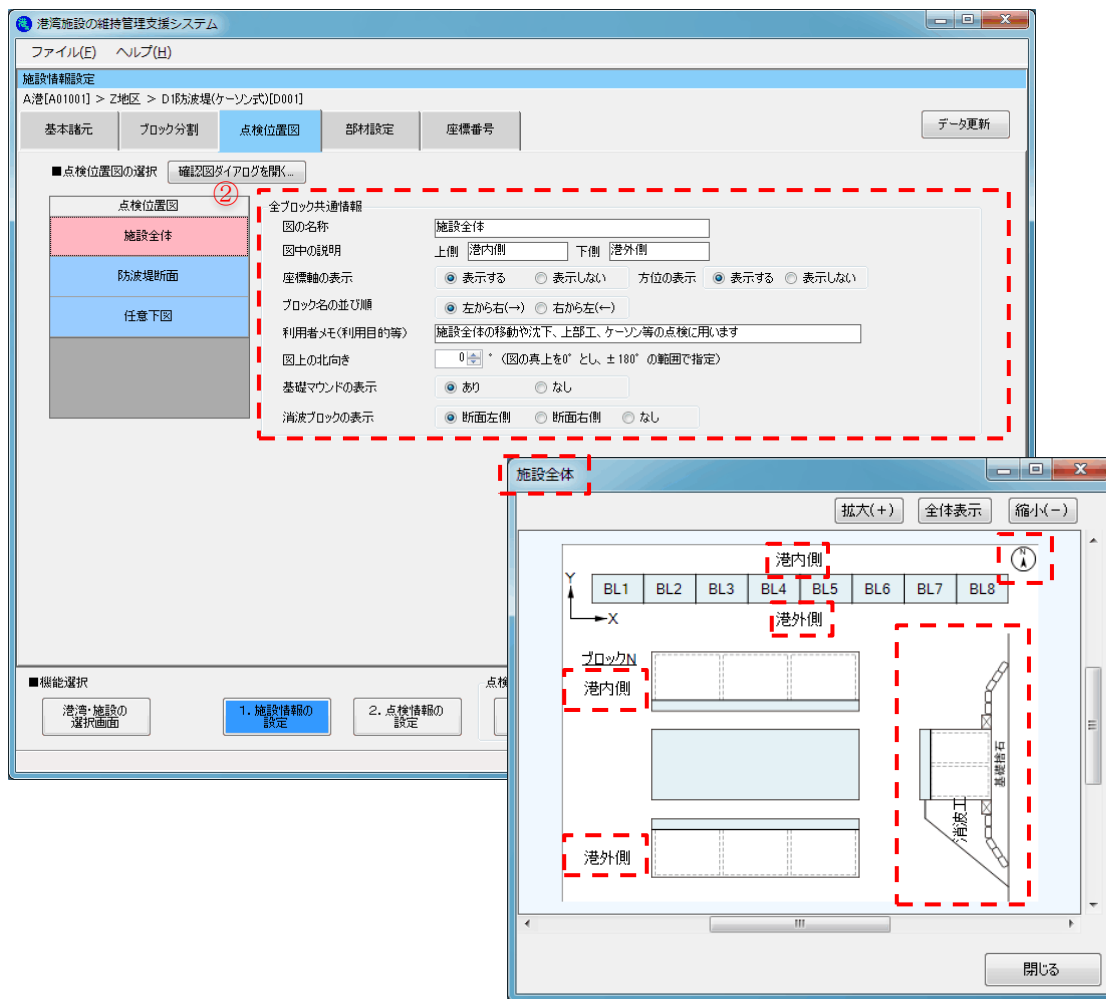 港湾施設の維持管理支援システム
ファイル(F) ヘルプ(H)
施設情報設定
A港[A01001] > Z地区 > D1防波堤(ケーソン式)[D001]
基本諸元 ブロック分割 点検位置図 部材設定 座標番号 データ更新
■点検位置図の選択 確認図ダイアログを開く...
②
点検位置図
施設全体
防波堤断面
任意下図
全ブロック共通情報
図の名称 施設全体
図中の説明 上側 港内側 下側 港外側
座標軸の表示 表示する 表示しない 方位の表示 表示する 表示しない
ブロック名の並び順 左から右(→) 右から左(←)
利用者メモ(利用目的等) 施設全体の移動や沈下、上部工、ケーソン等の点検に用います
図上の北向き 0 ° (図の真上を0° とし、±180° の範囲で指定)
基礎マウンドの表示 あり なし
消波ブロックの表示 断面左側 断面右側 なし
■機能選択
港湾・施設の
選択画面
1. 施設情報の
設定
2. 点検情報の
設定
点検
施設全体
拡大(+) 全体表示 縮小(-)
港内側
N
Y
BL1 BL2 BL3 BL4 BL5 BL6 BL7 BL8
X
港外側
ブロックN
港内側
基礎捨石
消波工
港外側
閉じる